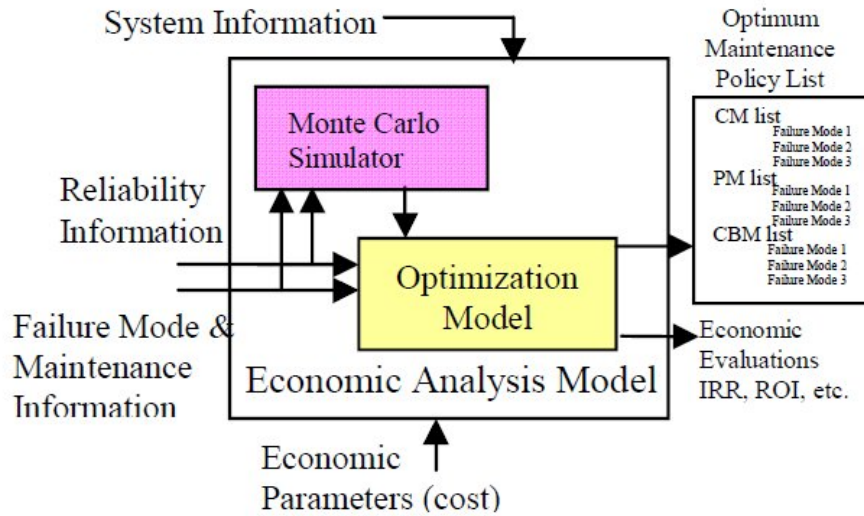 System Information
Optimum
Maintenance
Policy List
Monte Carlo
Simulator
CM list
Failure Mode 1
Failure Mode 2
Failure Mode 3
PM list
Failure Mode 1
Failure Mode 2
Failure Mode 3
CBM list
Failure Mode 1
Failure Mode 2
Failure Mode 3
Reliability
Information
Optimization
Model
Failure Mode &
Maintenance
Information
Economic
Evaluations
IRR, ROI, etc.
Economic Analysis Model
Economic
Parameters (cost)